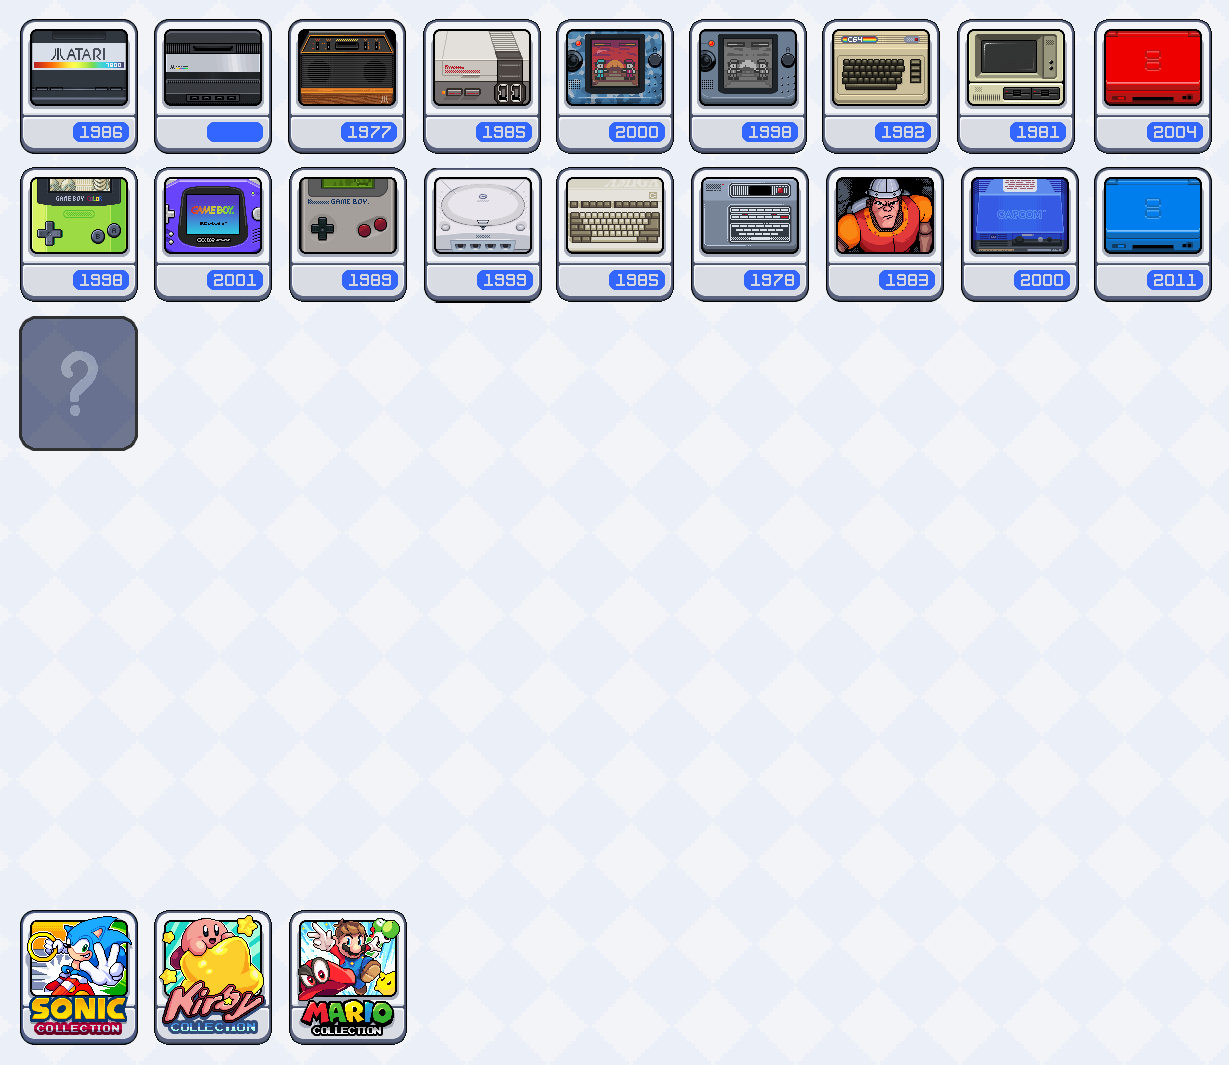 ATARI
7800
1986
1977
1985
2000
1998
C64
1982
1981
2004
GAME BOY COLOR
1998
GAME BOY.
2001
GAME BOY.
1989
1999
1985
1978
1983
CAPCOM
2000
2011
?
SONIC
COLLECTION
Kirby
COLLECTION
MARIO
COLLECTION